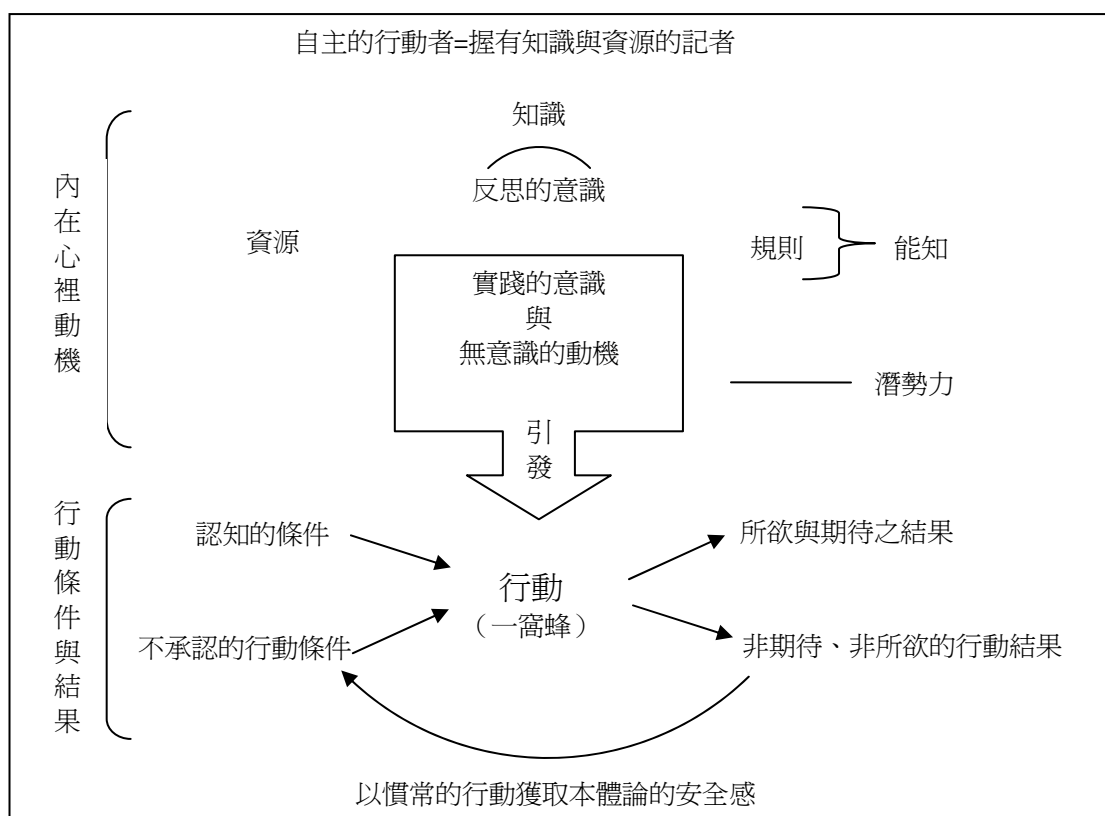 自主的行動者=握有知識與資源的記者
知識
反思的意識
內在心裡動機
資源
規則
能知
實踐的意識
與
無意識的動機
潛勢力
引發
行動條件與結果
認知的條件
所欲與期待之結果
行動
（一窩蜂）
不承認的行動條件
非期待、非所欲的行動結果
以慣常的行動獲取本體論的安全感